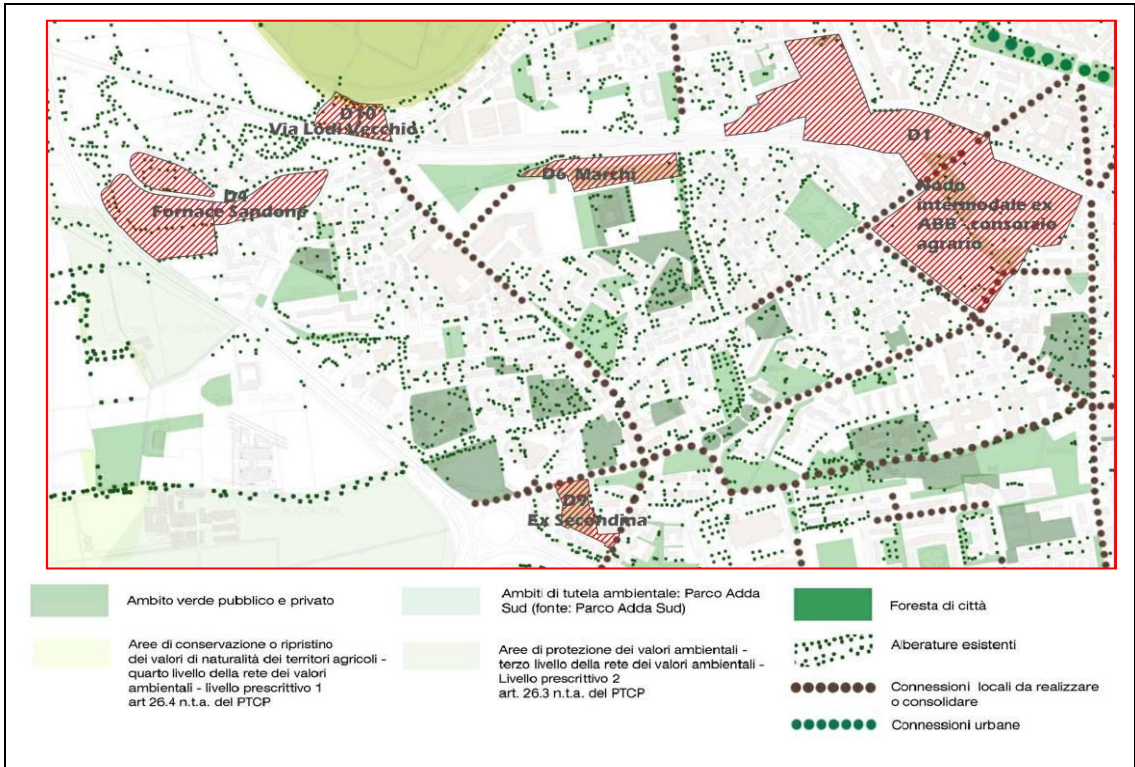 D10
Via Lodi Vecchio
D1
D6 Marchi
D4
Fornace Sandone
Nodo
intermodale ex
ABB - consorzio
agrario
D9
Ex Secondina
Ambito verde pubblico e privato
Aree di conservazione o ripristino
dei valori di naturalità dei territori agricoli -
quarto livello della rete dei valori
ambientali - livello prescrittivo 1
art 26.4 n.t.a. del PTCP
Ambiti di tutela ambientale: Parco Adda
Sud (fonte: Parco Adda Sud)
Aree di protezione dei valori ambientali -
terzo livello della rete dei valori ambientali -
Livello prescrittivo 2
art. 26.3 n.t.a. del PTCP
Foresta di città
Alberature esistenti
Connessioni locali da realizzare
o consolidare
Connessioni urbane